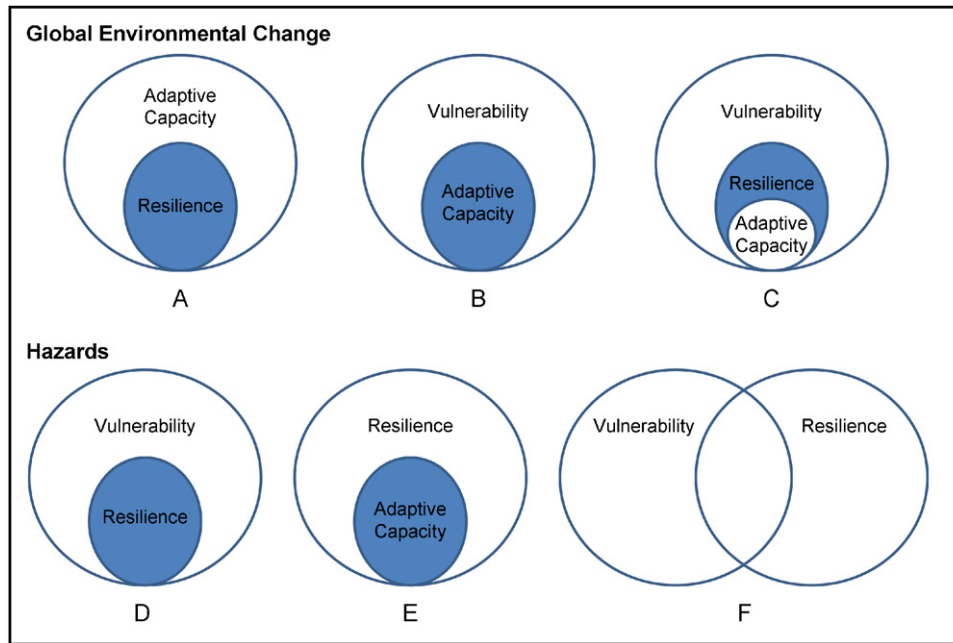 Global Environmental Change
Adaptive
Capacity
Resilience
A
Vulnerability
Adaptive
Capacity
B
Vulnerability
Resilience
Adaptive
Capacity
C
Hazards
Vulnerability
Resilience
D
Resilience
Adaptive
Capacity
E
Vulnerability
Resilience
F